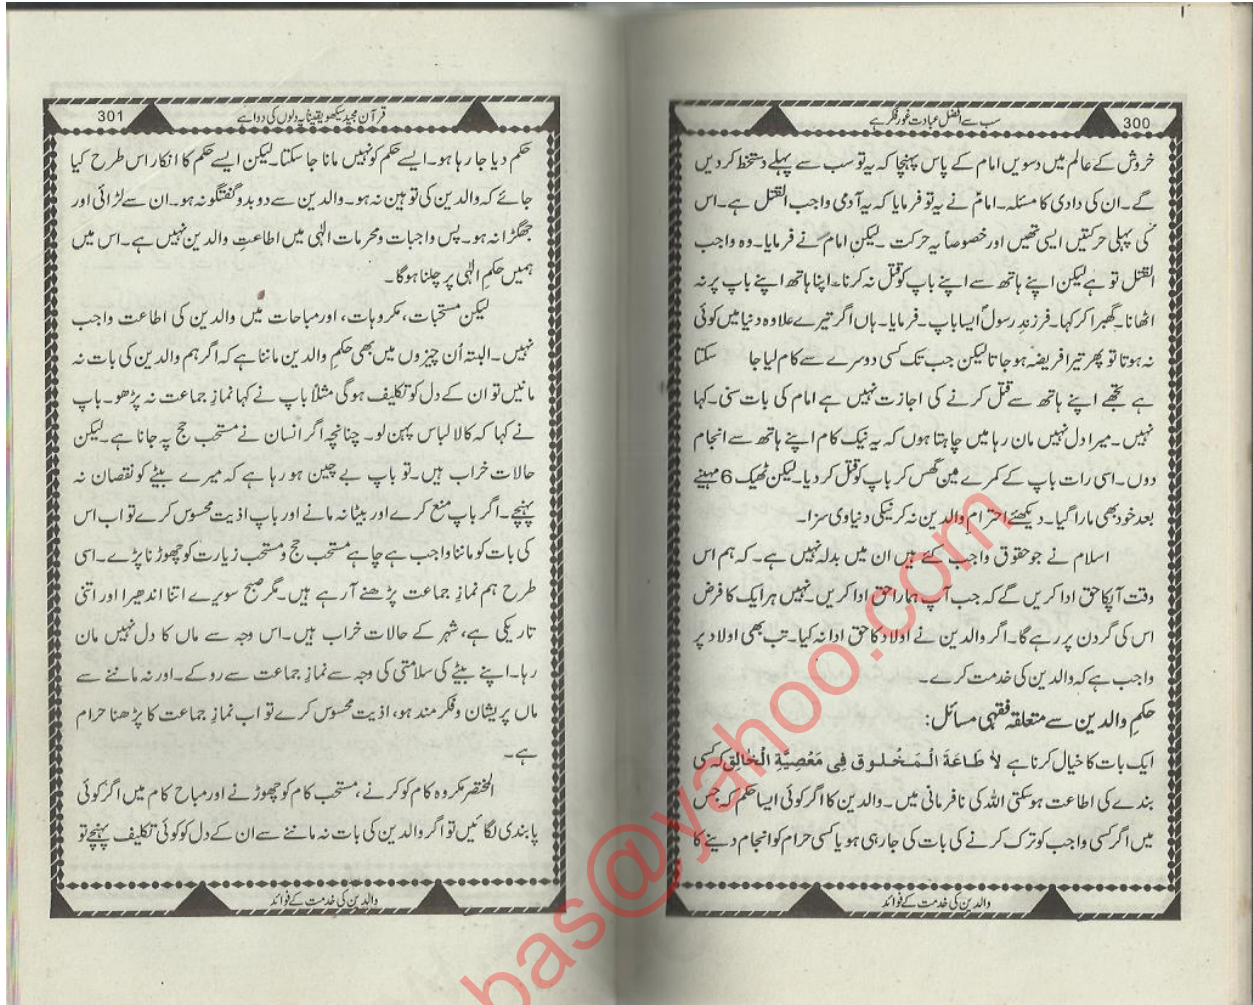 300
سب سے افضل عبادت غور فکر ہے
خروش کے عالم میں دسویں امام کے پاس پہنچا کہ یہ تو سب سے پہلے دستخط کر دیں
گے۔ ان کی دادی کا مسئلہ۔ امامؑ نے یہ تو فرمایا کہ یہ آدمی واجب القتل ہے۔ اس
کی پہلی حرکتیں ایسی تھیں اور خصوصاً یہ حرکت ۔ لیکن امامؑ نے فرمایا۔ وہ واجب
القتل تو ہے لیکن اپنے ہاتھ سے اپنے باپ کو قتل نہ کرنا۔ اپنا ہاتھ اپنے باپ پر نہ
اٹھانا۔ گھبرا کر کہا۔ فرزندِ رسولؐ ایسا باپ۔ فرمایا۔ ہاں اگر تیرے علاوہ دنیا میں کوئی
نہ ہوتا تو پھر تیرا فریضہ ہو جاتا لیکن جب تک کسی دوسرے سے کام لیا جا سکتا
ہے تجھے اپنے ہاتھ سے قتل کرنے کی اجازت نہیں ہے امام کی بات سنی۔ کہا
نہیں۔ میرا دل نہیں مان رہا میں چاہتا ہوں کہ یہ نیک کام اپنے ہاتھ سے انجام
دوں۔ اسی رات باپ کے کمرے مین گھس کر باپ کو قتل کر دیا۔ لیکن ٹھیک 6 مہینے
بعد خود بھی مارا گیا۔ دیکھئے احترام والدین نہ کرنیکی دنیاوی سزا۔
اسلام نے جو حقوق واجب کئے ہیں ان میں بدلہ نہیں ہے۔ کہ ہم اس
وقت آپکا حق ادا کریں گے کہ جب آپ ہمارا حق ادا کریں۔ نہیں ہر ایک کا فرض
اس کی گردن پر رہے گا۔ اگر والدین نے اولاد کا حق ادا نہ کیا۔ تب بھی اولاد پر
واجب ہے کہ والدین کی خدمت کرے۔
حکمِ والدین سے متعلقہ فقہی مسائل:
ایک بات کا خیال کرنا ہے لاَ طَاعَةَ الْمَخْلُوق فِی مَعْصِیَّةِ الْخَالِقِ کہ کسی
بندے کی اطاعت ہو سکتی اللہ کی نافرمانی میں۔ والدین کا اگر کوئی ایسا حکم کہ جس
میں اگر کسی واجب کو ترک کرنے کی بات کی جا رہی ہو یا کسی حرام کو انجام دینے کا
والدین کی خدمت کے فوائد
301
قرآن مجید سیکھو یقیناً یہ دلوں کی دوا ہے
حکم دیا جا رہا ہو۔ ایسے حکم کو نہیں مانا جا سکتا۔ لیکن ایسے حکم کا انکار اس طرح کیا
جائے کہ والدین کی توہین نہ ہو۔ والدین سے دوبدو گفتگو نہ ہو۔ ان سے لڑائی اور
جھگڑا نہ ہو۔ پس واجبات و محرمات الٰہی میں اطاعت والدین نہیں ہے۔ اس میں
ہمیں حکمِ الٰہی پر چلنا ہوگا۔
لیکن مستحبات، مکروہات، اور مباحات میں والدین کی اطاعت واجب
نہیں۔ البتہ اُن چیزوں میں بھی حکمِ والدین ماننا ہے کہ اگر ہم والدین کی بات نہ
مانیں تو ان کے دل کو تکلیف ہوگی مثلاً باپ نے کہا نمازِ جماعت نہ پڑھو۔ باپ
نے کہا کہ کالا لباس پہن لو۔ چنانچہ اگر انسان نے مستحب حج پہ جانا ہے۔ لیکن
حالات خراب ہیں۔ تو باپ بے چین ہو رہا ہے کہ میرے بیٹے کو نقصان نہ
پہنچے۔ اگر باپ منع کرے اور بیٹا نہ مانے اور باپ اذیت محسوس کرے تو اب اس
کی بات کو ماننا واجب ہے چاہے مستحب حج و مستحب زیارت کو چھوڑنا پڑے۔ اسی
طرح ہم نمازِ جماعت پڑھنے آ رہے ہیں۔ مگر صبح سویرے اتنا اندھیرا اور اتنی
تاریکی ہے، شہر کے حالات خراب ہیں۔ اس وجہ سے ماں کا دل نہیں مان
رہا۔ اپنے بیٹے کی سلامتی کی وجہ سے نمازِ جماعت سے روکے۔ اور نہ ماننے سے
ماں پریشان و فکر مند ہو، اذیت محسوس کرے تو اب نمازِ جماعت کا پڑھنا حرام
ہے۔
المختصر مکروہ کام کو کرنے، مستحب کام کو چھوڑنے اور مباح کام میں اگر کوئی
پابندی لگائیں تو اگر والدین کی بات نہ ماننے سے ان کے دل کو کوئی تکلیف پہنچے تو
والدین کی خدمت کے فوائد
bas@yahoo.com